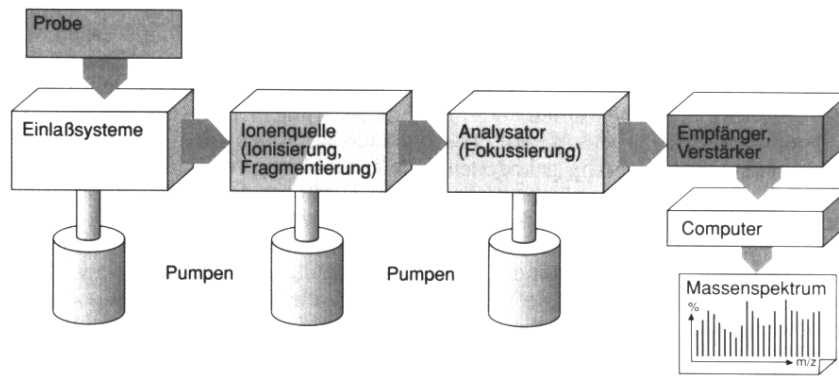 Probe
Einlaßsysteme
Ionenquelle
(Ionisierung,
Fragmentierung)
Analysator
(Fokussierung)
Empfänger,
Verstärker
Computer
Pumpen
Pumpen
Massenspektrum
%
m/z